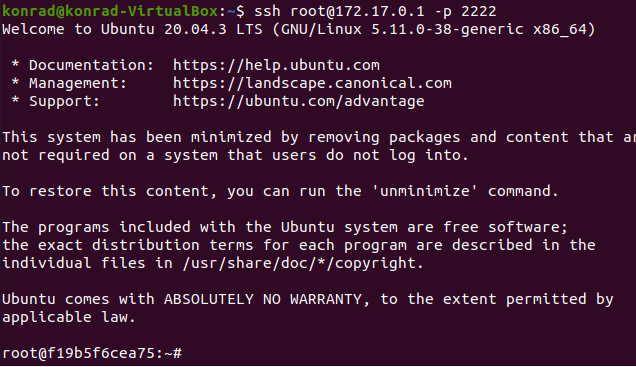 konrad@konrad-VirtualBox:~$ ssh root@172.17.0.1 -p 2222
Welcome to Ubuntu 20.04.3 LTS (GNU/Linux 5.11.0-38-generic x86_64)
* Documentation:  https://help.ubuntu.com
* Management:     https://landscape.canonical.com
* Support:        https://ubuntu.com/advantage
This system has been minimized by removing packages and content that ar
not required on a system that users do not log into.
To restore this content, you can run the 'unminimize' command.
The programs included with the Ubuntu system are free software;
the exact distribution terms for each program are described in the
individual files in /usr/share/doc/*/copyright.
Ubuntu comes with ABSOLUTELY NO WARRANTY, to the extent permitted by
applicable law.
root@f19b5f6cea75:~#